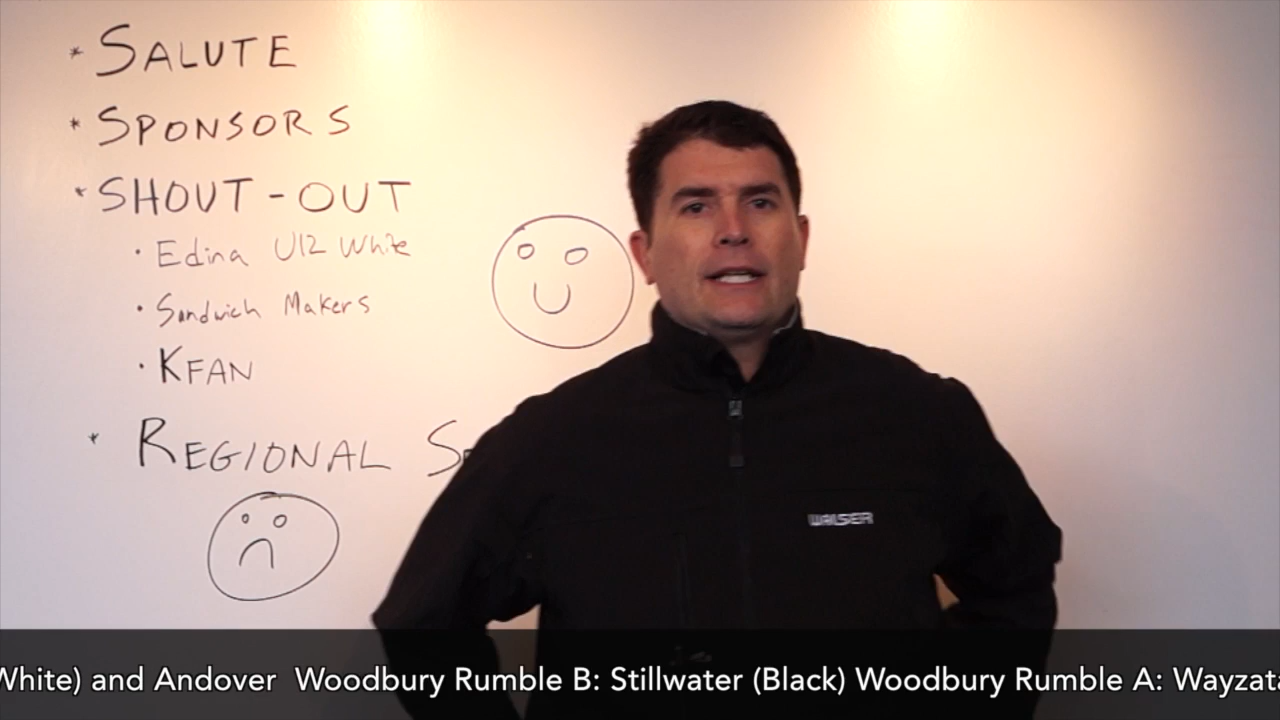 * SALUTE
* SPONSORS
* SHOUT-OUT
· Edina U12 White
· Sandwich Makers
· KFAN
* REGIONAL
WALSER
White) and Andover Woodbury Rumble B: Stillwater (Black) Woodbury Rumble A: Wayzata